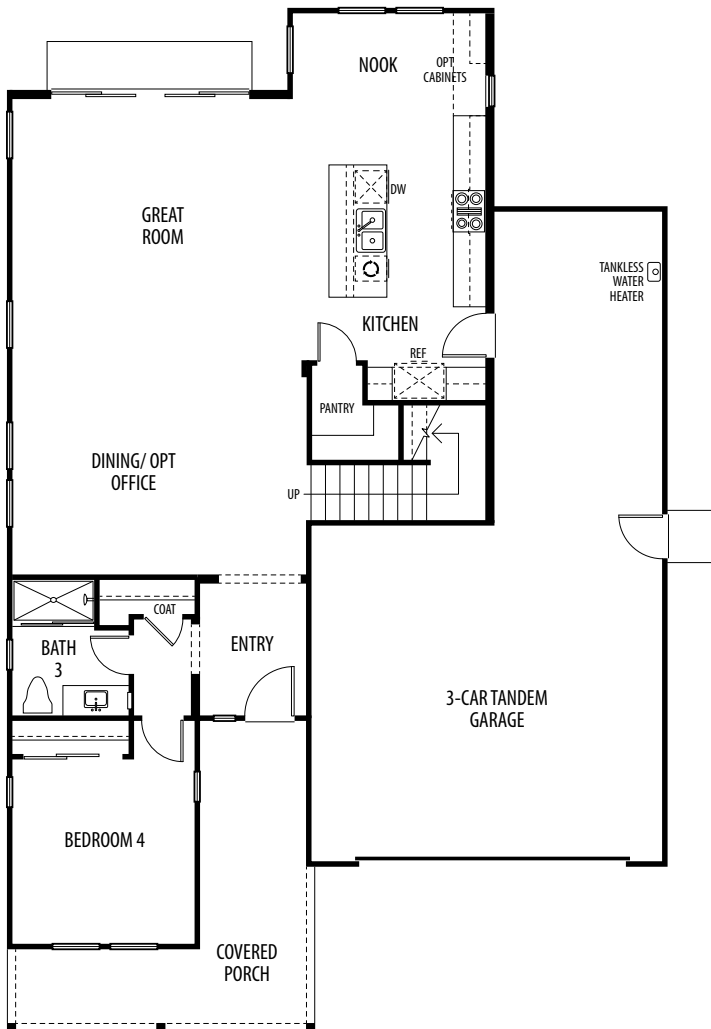 NOOK
OPT
CABINETS
DW
GREAT
ROOM
TANKLESS
WATER
HEATER
KITCHEN
REF
PANTRY
DINING/ OPT
OFFICE
UP
COAT
BATH
3
ENTRY
3-CAR TANDEM
GARAGE
BEDROOM 4
COVERED
PORCH